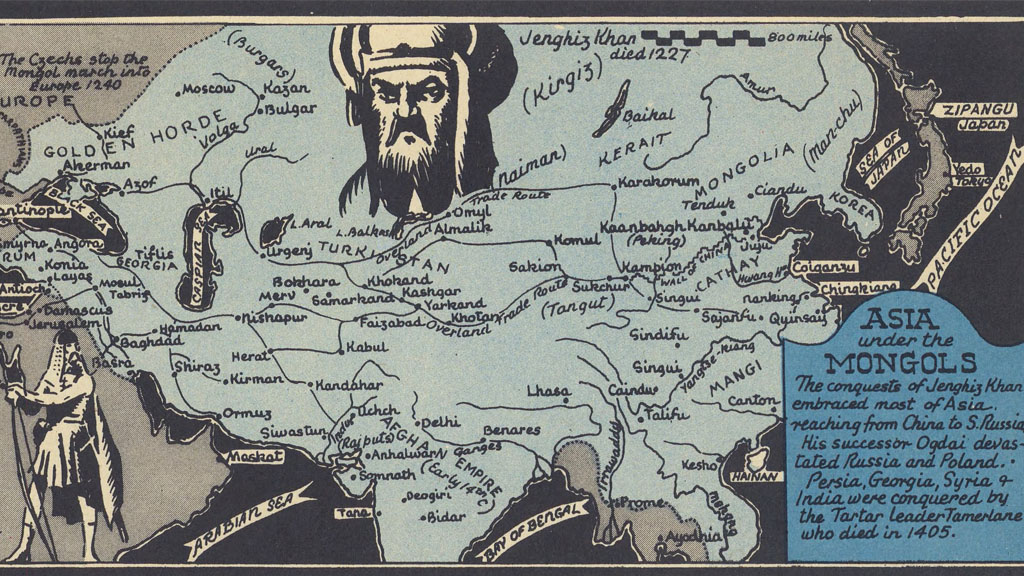 The Czechs stop the
Mongol march into
Europe 1240
EUROPE
(Burgans)
Moscow
Kazan
Bulgar
Volga
GOLDEN HORDE
Kief
Akerman
Azof
Ural
Itil
BLACK SEA
CASPIAN SEA
Jenghiz Khan
died 1227
800 miles
(Kirgiz)
Baikal
Amur
KERAIT
(Naiman)
MONGOLIA
(Manchu)
SEA OF
JAPAN
ZIPANGU
Japan
Yedo
Tokio
PACIFIC OCEAN
KOREA
Karakorum
Trade Route
Ciandu
Tenduk
Omyl
Almalik
L. Aral
L. Balkash
Overland
Urgenj
TURKISTAN
Komul
Kaanbaligh Kanbalu
(Peking)
Sakion
Kampion
Sukchur
CATHAY
Hwang Ho
Coiganzu
Chingkiang
antinople
Smyrna
Angora
RUM
Konia
Layas
Antioch
Tiflis
GEORGIA
Mosul
Tabriz
Damascus
Jerusalem
Baghdad
Basra
Hamadan
Bokhara
Merv
Samarkand
Khokand
Kashgar
Yarkand
Khotan
Overland Trade Route
(Tangut)
Singui
Nanking
Sajanfu
Quinsay
Nishapur
Faizabad
Herat
Kabul
Shiraz
Kirman
Kandahar
Sindifu
Singui
Yangtse-Kiang
MANGI
Lhasa
Caindu
Talifu
Canton
Ormuz
Siwastun
Uchch
Indus
Rajputs
Delhi
Benares
Ganges
AFGHAN
EMPIRE
(early 14th C)
Anhalwara
Somnath
Deogiri
Bidar
Tana
Maskat
ARABIAN SEA
BAY OF BENGAL
Irrawaddy
Prome
Ayodhia
Kesho
HAINAN
Mekong
ASIA
under the
MONGOLS
The conquests of Jenghiz Khan
embraced most of Asia.
reaching from China to S. Russia
His successor Ogdai devas-
tated Russia and Poland.
Persia, Georgia, Syria &
India were conquered by
the Tartar leader Tamerlane
who died in 1405.